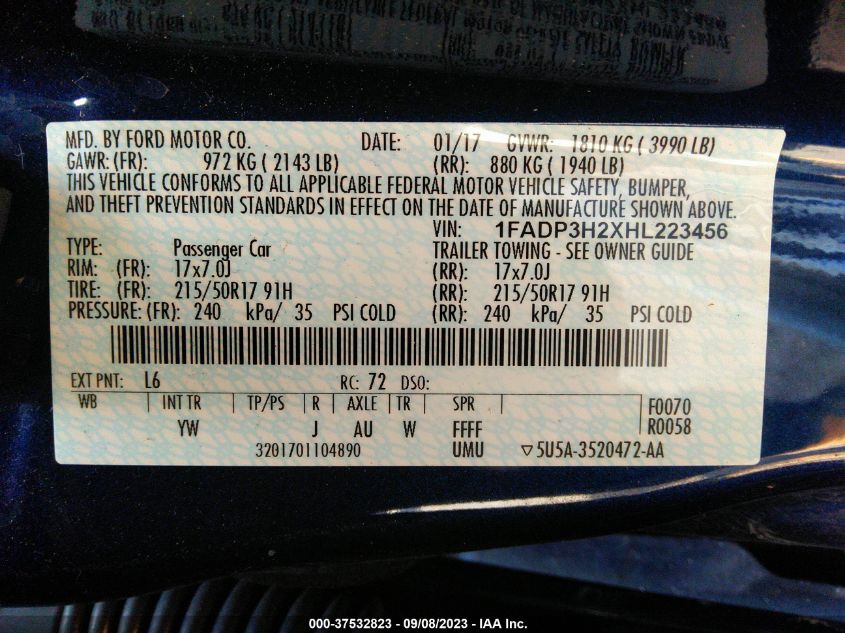 MFD. BY FORD MOTOR CO. DATE: 01/17 GVWR: 1810 KG ( 3990 LB)
GAWR: (FR): 972 KG ( 2143 LB) (RR): 880 KG ( 1940 LB)
THIS VEHICLE CONFORMS TO ALL APPLICABLE FEDERAL MOTOR VEHICLE SAFETY, BUMPER,
AND THEFT PREVENTION STANDARDS IN EFFECT ON THE DATE OF MANUFACTURE SHOWN ABOVE.
VIN: 1FADP3H2XHL223456
TYPE: Passenger Car TRAILER TOWING - SEE OWNER GUIDE
RIM: (FR): 17x7.0J (RR): 17x7.0J
TIRE: (FR): 215/50R17 91H (RR): 215/50R17 91H
PRESSURE: (FR): 240 kPa/ 35 PSI COLD (RR): 240 kPa/ 35 PSI COLD
EXT PNT: L6 RC: 72 DSO:
WB INT TR TP/PS R AXLE TR SPR F0070
YW J AU W FFFF R0058
3201701104890 UMU ▽5U5A-3520472-AA
000-37532823 - 09/08/2023 - IAA Inc.